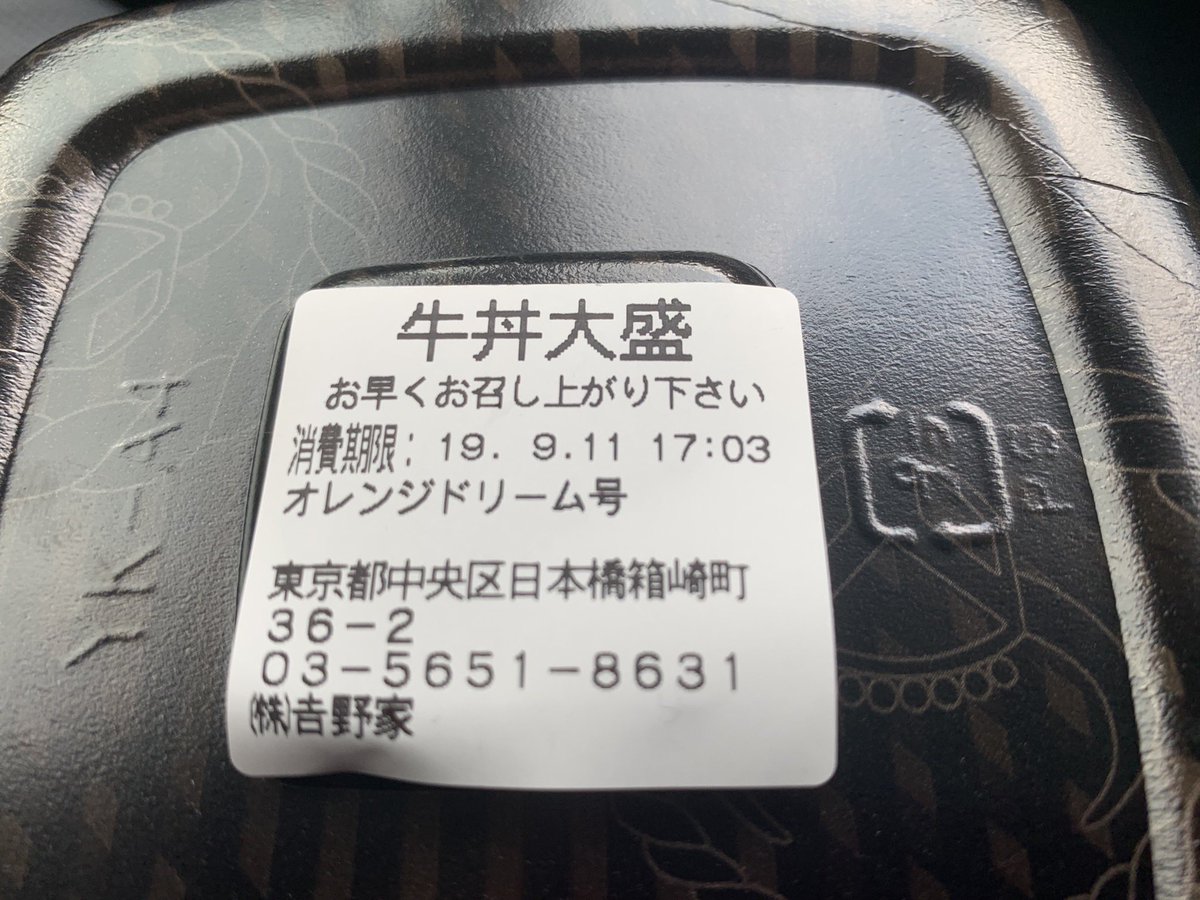 牛丼大盛
お早くお召し上がり下さい
消費期限: 19. 9.11 17:03
オレンジドリーム号
東京都中央区日本橋箱崎町
36-2
03-5651-8631
(株)𠮷野家